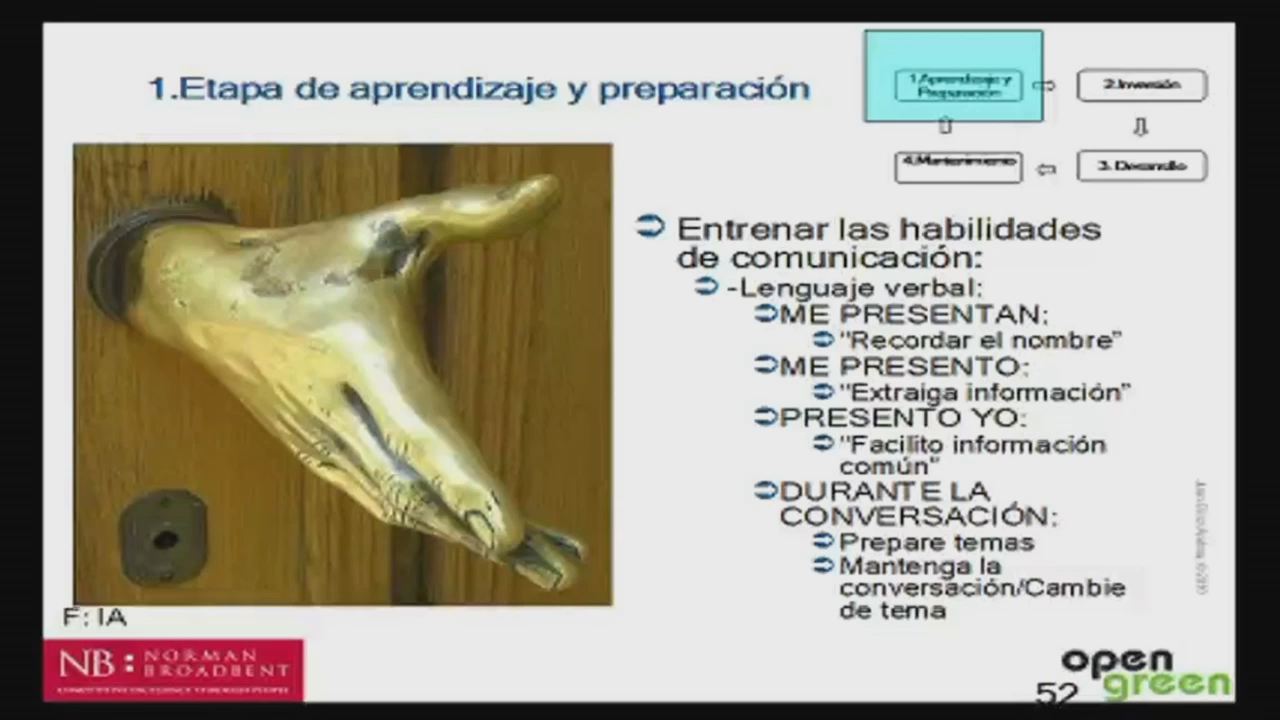 1.Etapa de aprendizaje y preparación
1.Aprendizaje y
Preparación
2.Inversión
4.Mantenimiento
3. Desarrollo
Entrenar las habilidades
de comunicación:
-Lenguaje verbal:
ME PRESENTAN:
"Recordar el nombre"
ME PRESENTO:
"Extraiga información"
PRESENTO YO:
"Facilito información
común"
DURANTE LA
CONVERSACIÓN:
Prepare temas
Mantenga la
conversación/Cambie
de tema
F: IA
NB: NORMAN
BROADBENT
open
green
52